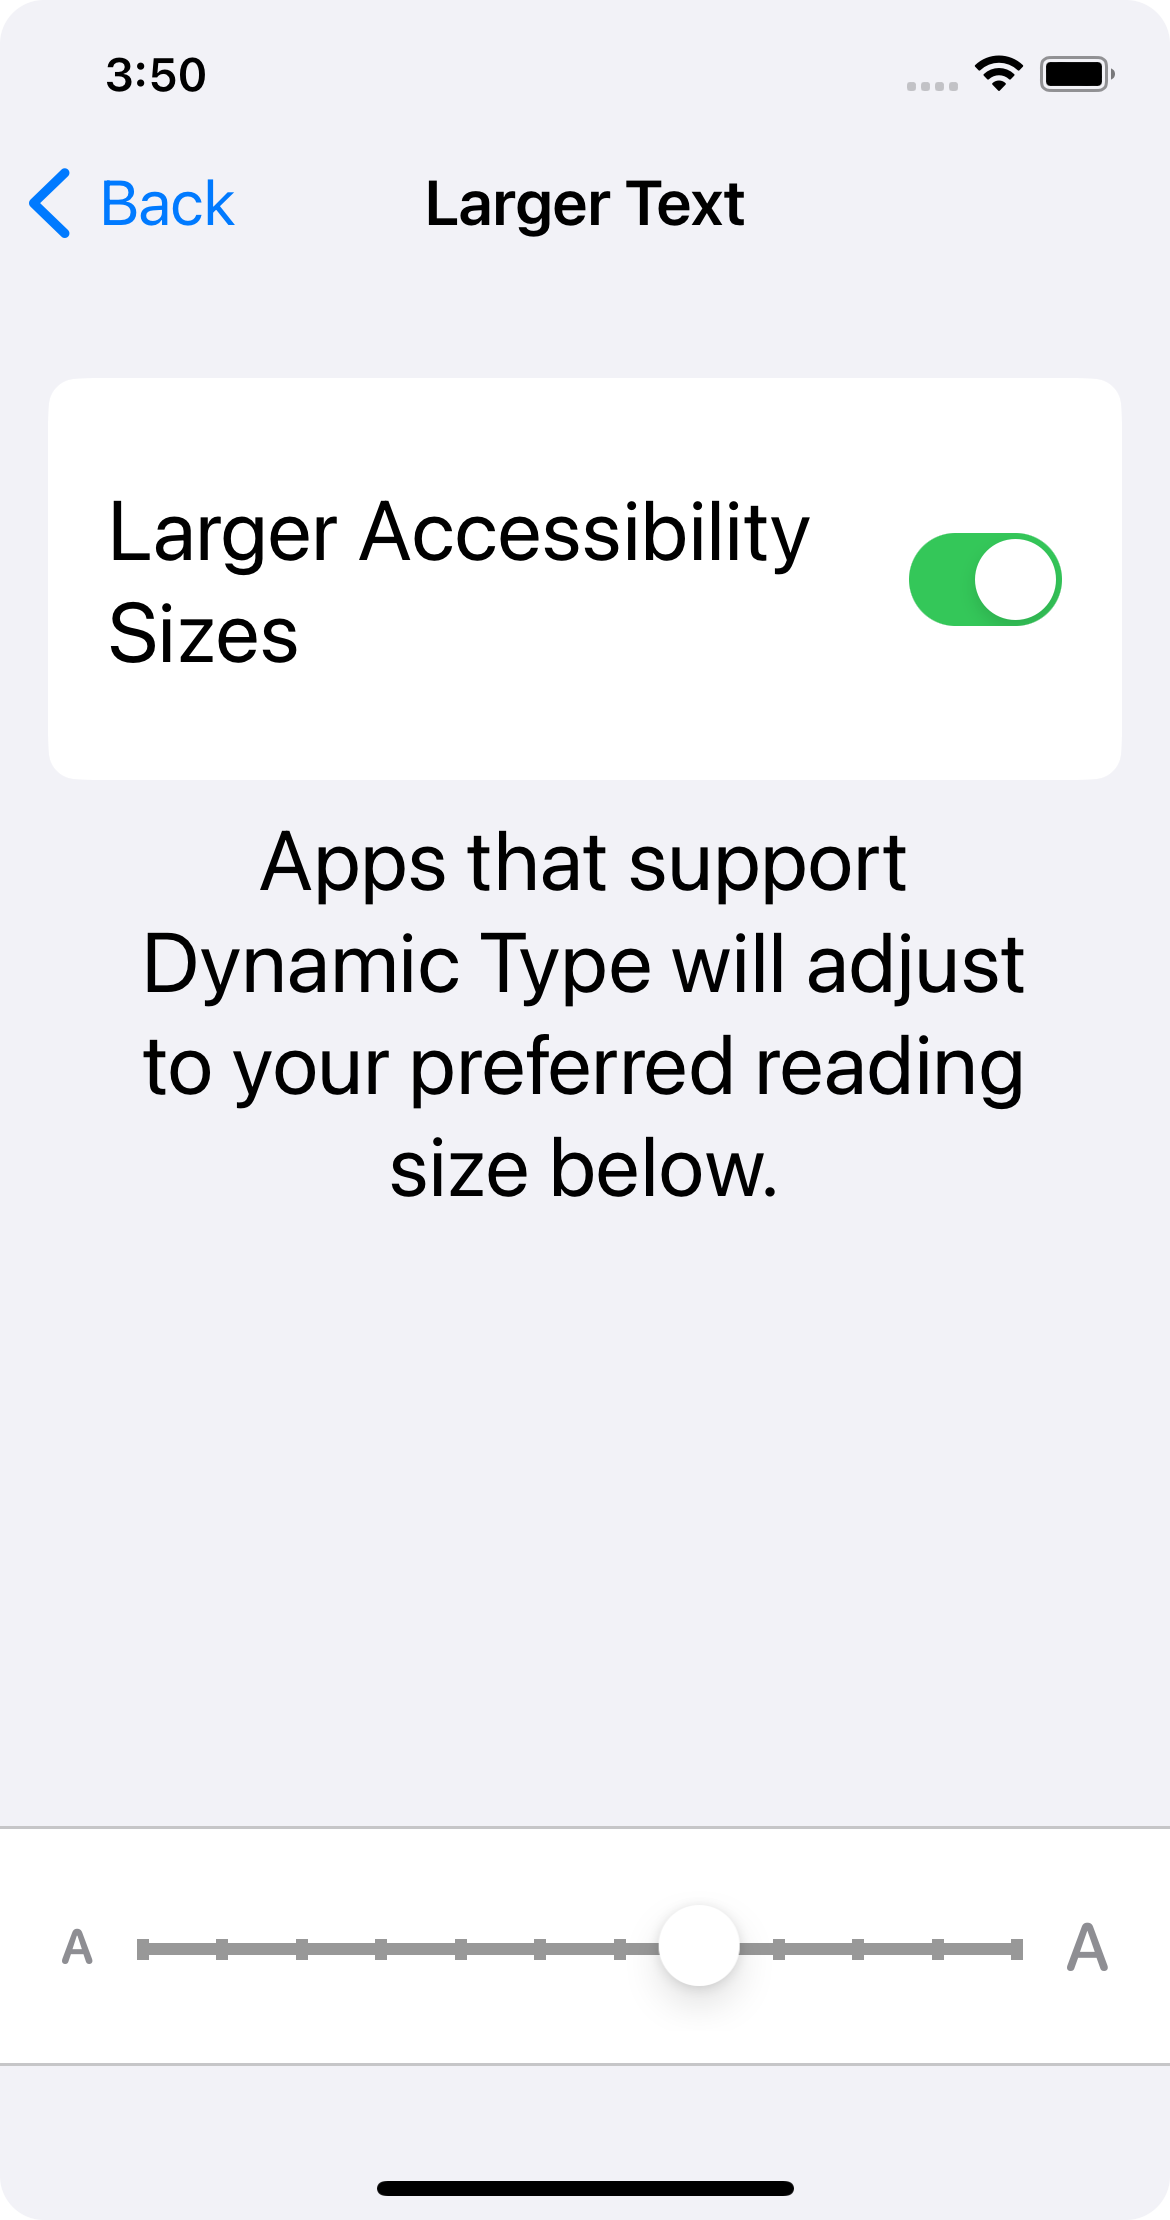 3:50
Back
Larger Text
Larger Accessibility
Sizes
Apps that support
Dynamic Type will adjust
to your preferred reading
size below.
A
A